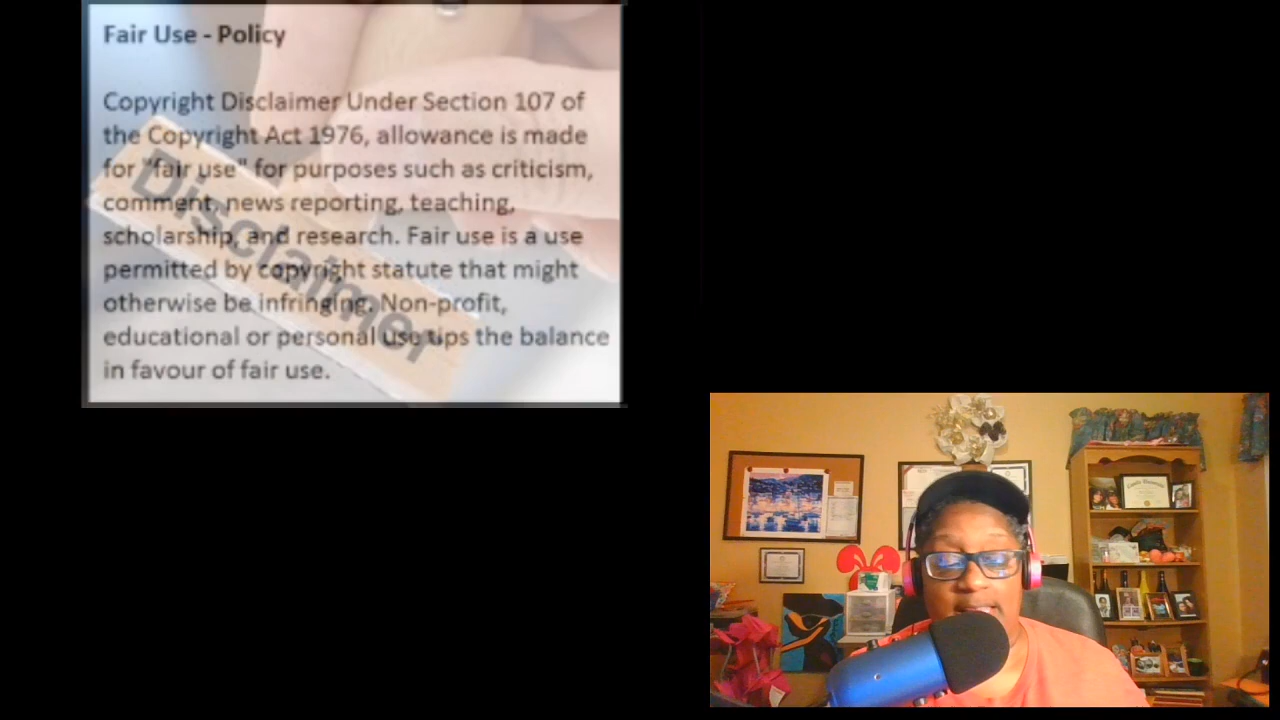 Fair Use - Policy
Copyright Disclaimer Under Section 107 of
the Copyright Act 1976, allowance is made
for "fair use" for purposes such as criticism,
comment, news reporting, teaching,
scholarship, and research. Fair use is a use
permitted by copyright statute that might
otherwise be infringing. Non-profit,
educational or personal use tips the balance
in favour of fair use.
Disclaimer